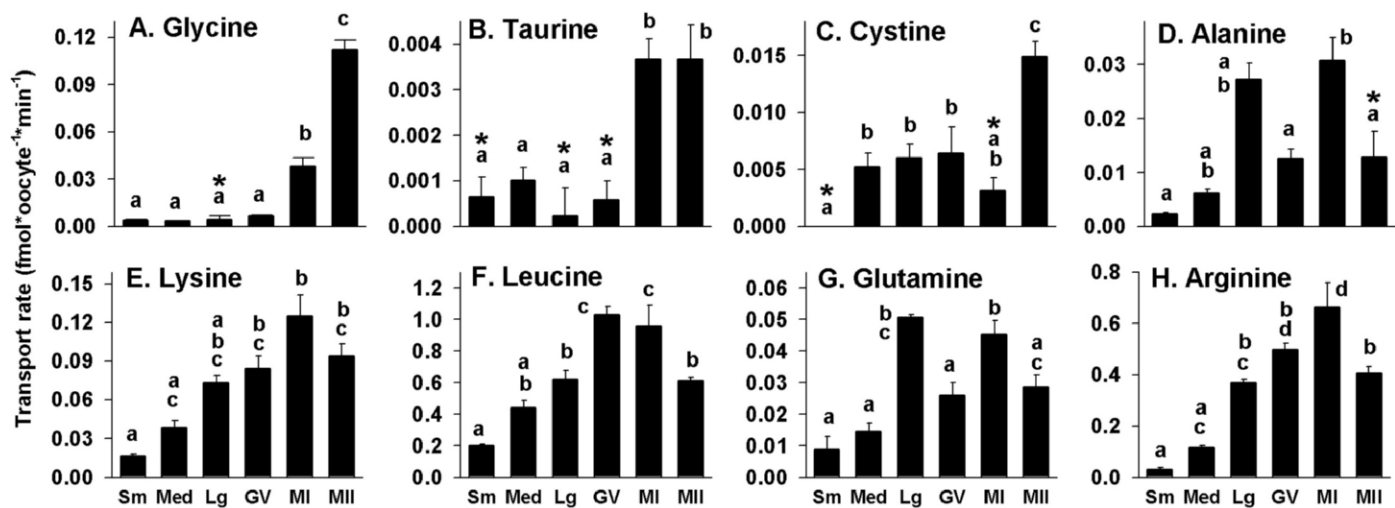 Transport rate (fmol*oocyte-1*min-1)
A. Glycine
0.12
0.09
0.06
0.03
0.00
a
a
*
a
a
b
c
B. Taurine
0.004
0.003
0.002
0.001
0.000
*
a
a
*
a
*
a
b
b
C. Cystine
0.015
0.010
0.005
0.000
*
a
b
b
b
*
a
b
c
D. Alanine
0.03
0.02
0.01
0.00
a
a
b
a
b
a
b
*
a
E. Lysine
0.15
0.12
0.09
0.06
0.03
0.00
a
a
c
a
b
c
b
c
b
b
c
Sm Med Lg GV MI MII
F. Leucine
1.2
1.0
0.8
0.6
0.4
0.2
0.0
a
a
b
b
c
c
b
Sm Med Lg GV MI MII
G. Glutamine
0.06
0.05
0.04
0.03
0.02
0.01
0.00
a
a
b
c
a
b
a
c
Sm Med Lg GV MI MII
H. Arginine
0.8
0.6
0.4
0.2
0.0
a
a
c
b
c
b
d
d
b
Sm Med Lg GV MI MII